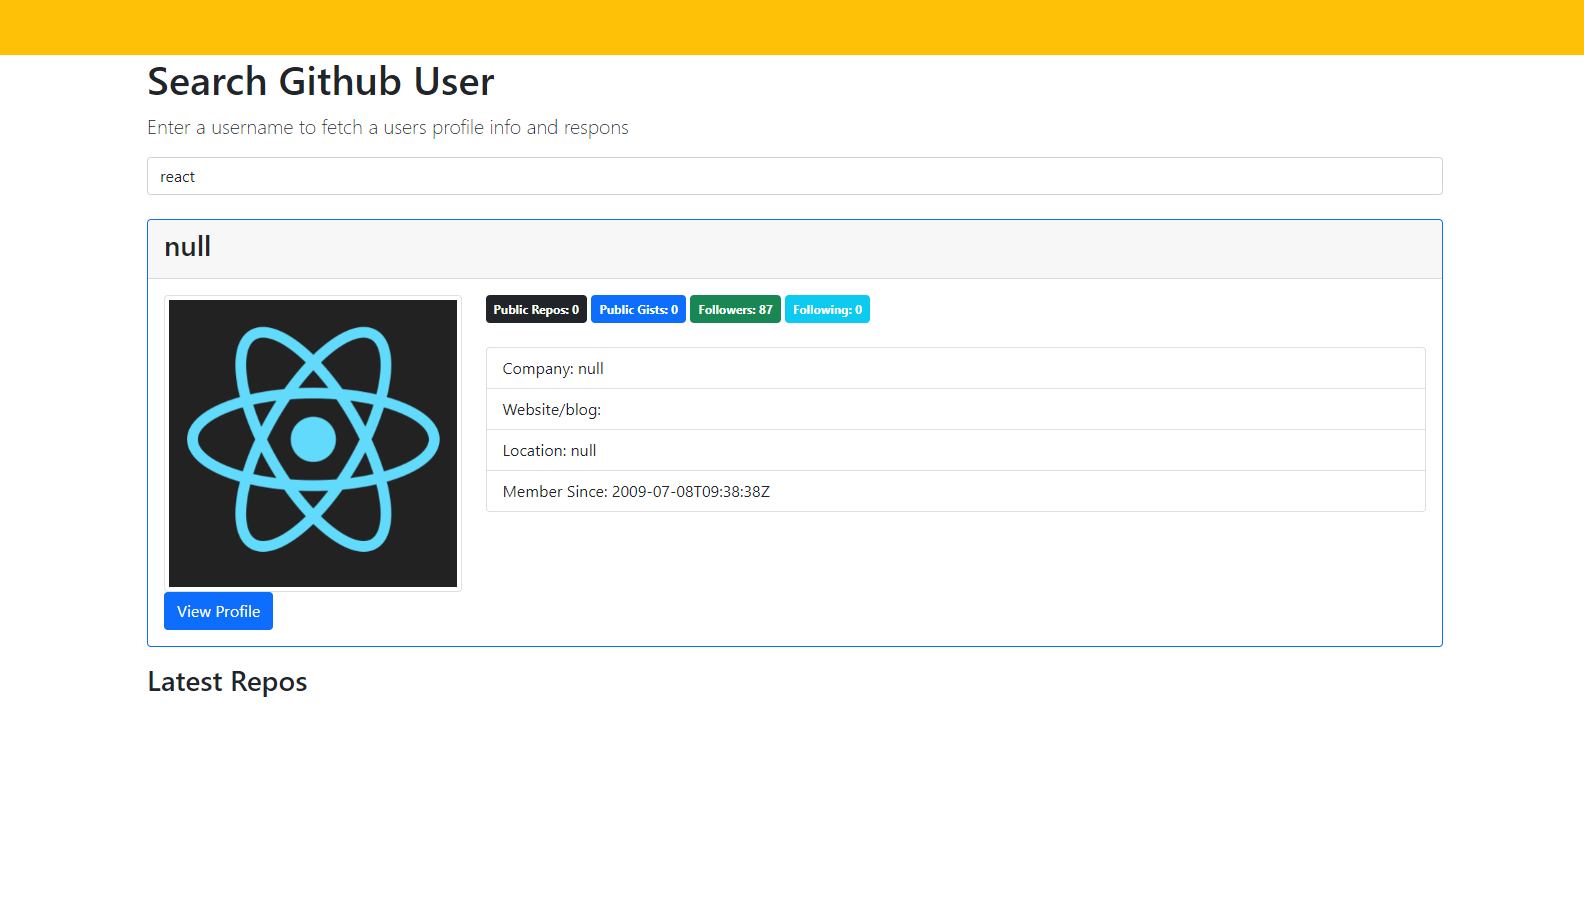 Search Github User
Enter a username to fetch a users profile info and respons
react
null
Public Repos: 0 Public Gists: 0 Followers: 87 Following: 0
Company: null
Website/blog:
Location: null
Member Since: 2009-07-08T09:38:38Z
View Profile
Latest Repos